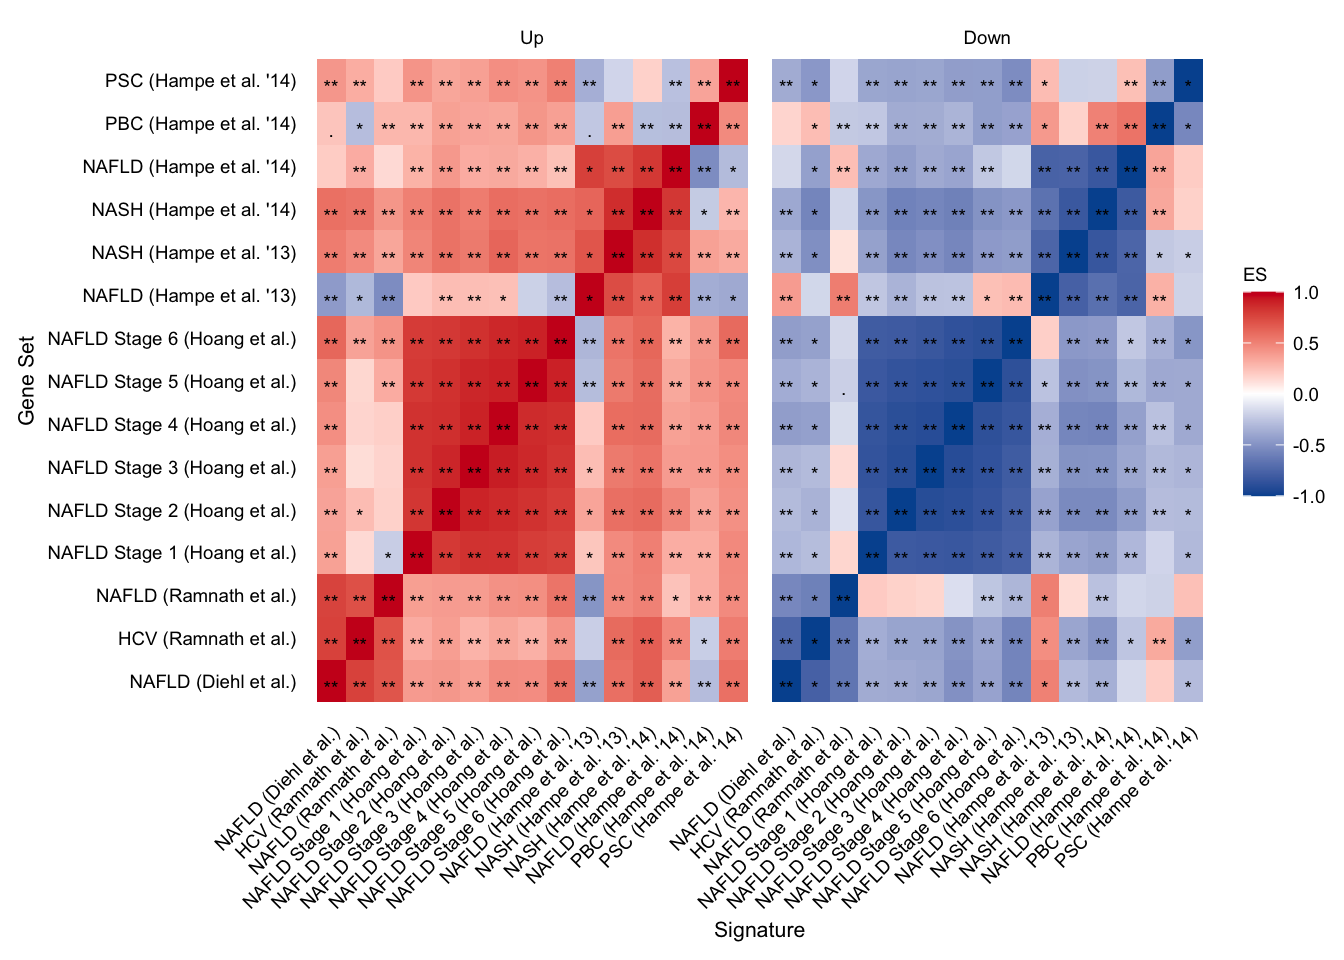 Up
Down
PSC (Hampe et al. '14)
PBC (Hampe et al. '14)
NAFLD (Hampe et al. '14)
NASH (Hampe et al. '14)
NASH (Hampe et al. '13)
NAFLD (Hampe et al. '13)
NAFLD Stage 6 (Hoang et al.)
NAFLD Stage 5 (Hoang et al.)
NAFLD Stage 4 (Hoang et al.)
NAFLD Stage 3 (Hoang et al.)
NAFLD Stage 2 (Hoang et al.)
NAFLD Stage 1 (Hoang et al.)
NAFLD (Ramnath et al.)
HCV (Ramnath et al.)
NAFLD (Diehl et al.)
Gene Set
NAFLD (Diehl et al.)
HCV (Ramnath et al.)
NAFLD (Ramnath et al.)
NAFLD Stage 1 (Hoang et al.)
NAFLD Stage 2 (Hoang et al.)
NAFLD Stage 3 (Hoang et al.)
NAFLD Stage 4 (Hoang et al.)
NAFLD Stage 5 (Hoang et al.)
NAFLD Stage 6 (Hoang et al.)
NAFLD (Hampe et al. '13)
NASH (Hampe et al. '13)
NASH (Hampe et al. '14)
NAFLD (Hampe et al. '14)
PBC (Hampe et al. '14)
PSC (Hampe et al. '14)
NAFLD (Diehl et al.)
HCV (Ramnath et al.)
NAFLD (Ramnath et al.)
NAFLD Stage 1 (Hoang et al.)
NAFLD Stage 2 (Hoang et al.)
NAFLD Stage 3 (Hoang et al.)
NAFLD Stage 4 (Hoang et al.)
NAFLD Stage 5 (Hoang et al.)
NAFLD Stage 6 (Hoang et al.)
NAFLD (Hampe et al. '13)
NASH (Hampe et al. '13)
NASH (Hampe et al. '14)
NAFLD (Hampe et al. '14)
PBC (Hampe et al. '14)
PSC (Hampe et al. '14)
Signature
ES
1.0
0.5
0.0
-0.5
-1.0